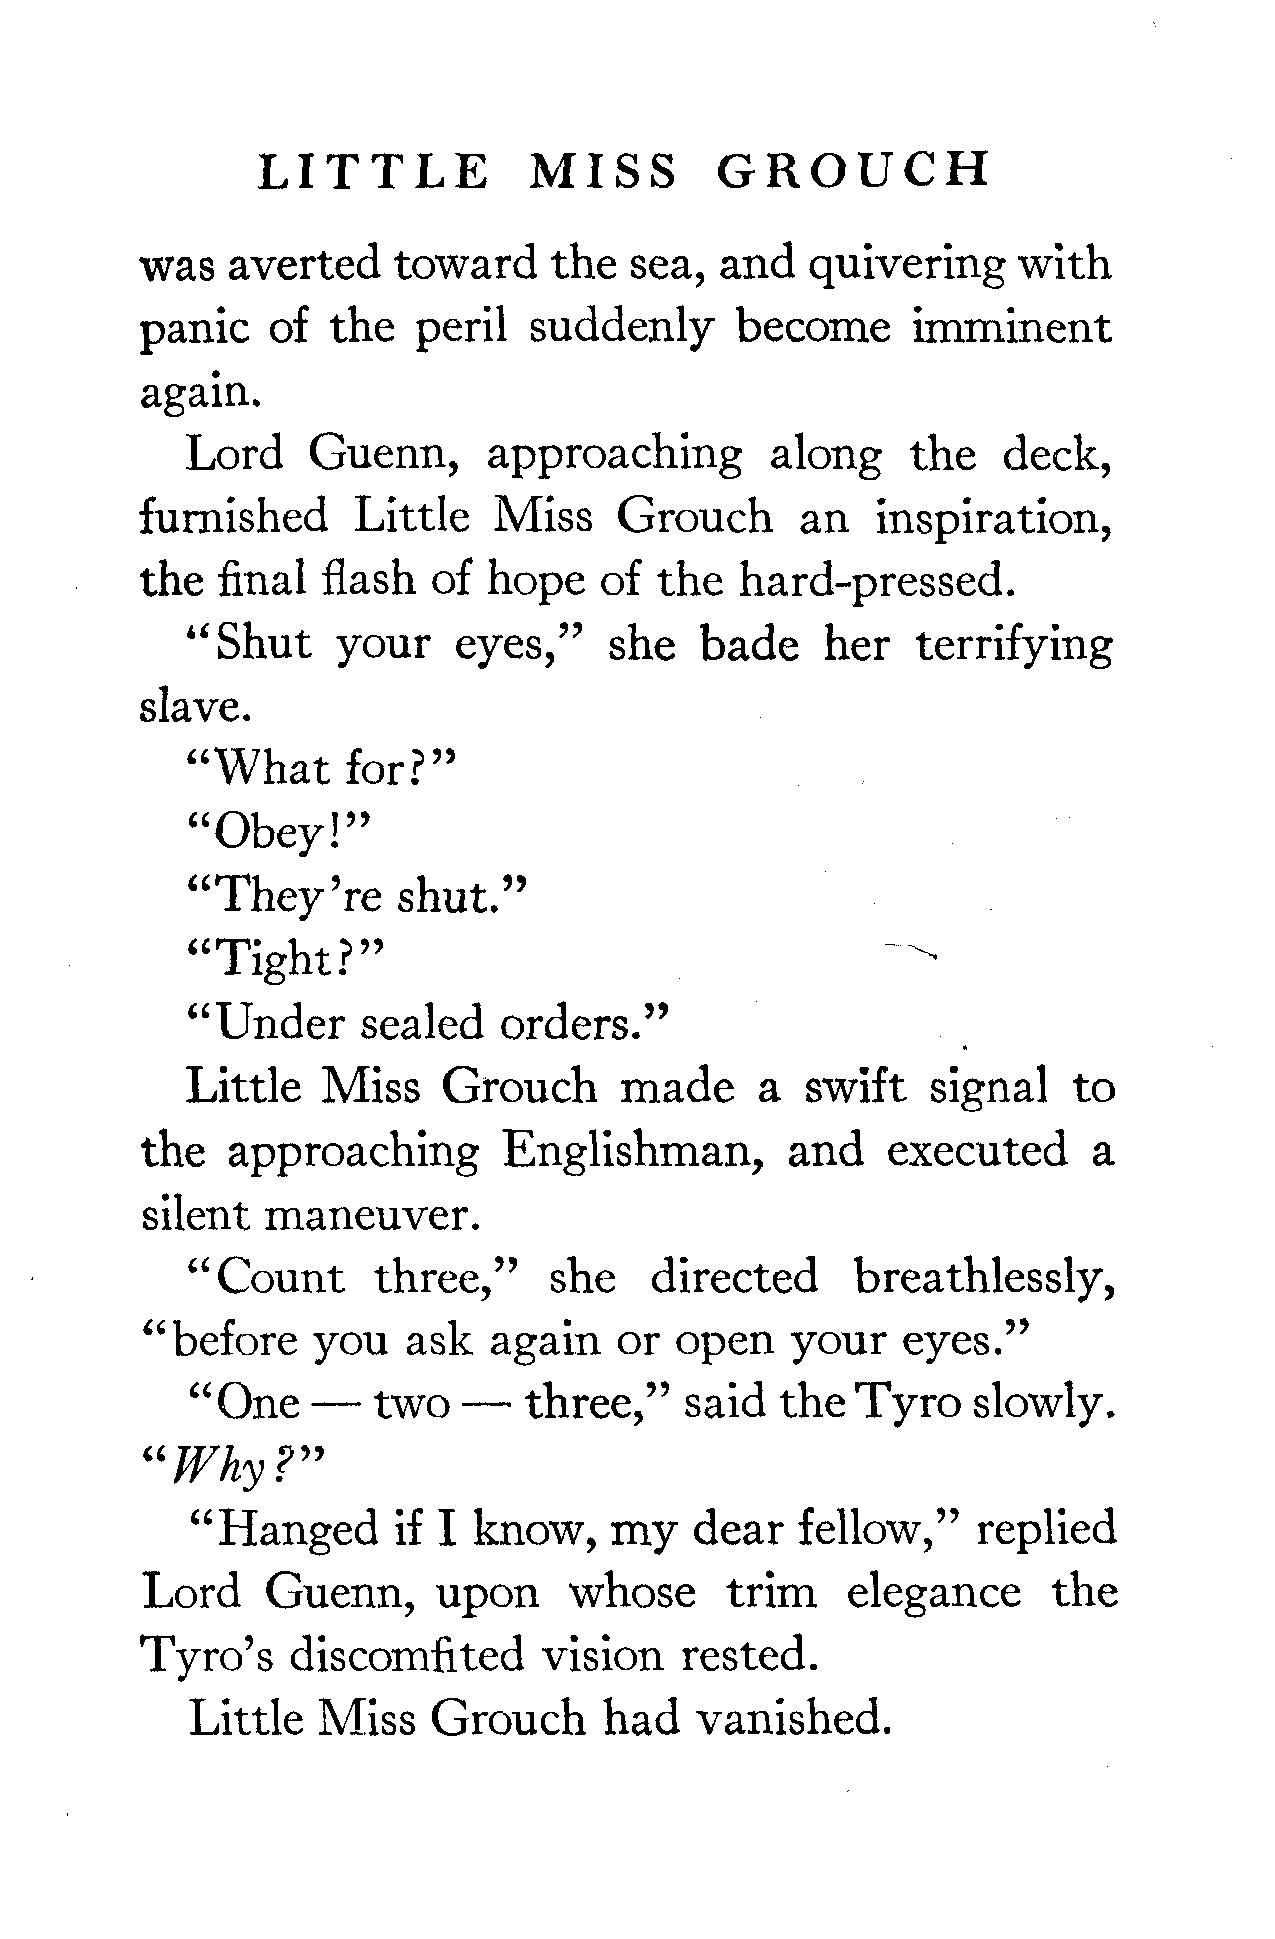 LITTLE MISS GROUCH
was averted toward the sea, and quivering with
panic of the peril suddenly become imminent
again.
Lord Guenn, approaching along the deck,
furnished Little Miss Grouch an inspiration,
the final flash of hope of the hard-pressed.
“Shut your eyes,” she bade her terrifying
slave.
“What for?”
“Obey!”
“They’re shut.”
“Tight?”
“Under sealed orders.”
Little Miss Grouch made a swift signal to
the approaching Englishman, and executed a
silent maneuver.
“Count three,” she directed breathlessly,
“before you ask again or open your eyes.”
“One — two — three,” said the Tyro slowly.
“Why?”
“Hanged if I know, my dear fellow,” replied
Lord Guenn, upon whose trim elegance the
Tyro’s discomfited vision rested.
Little Miss Grouch had vanished.